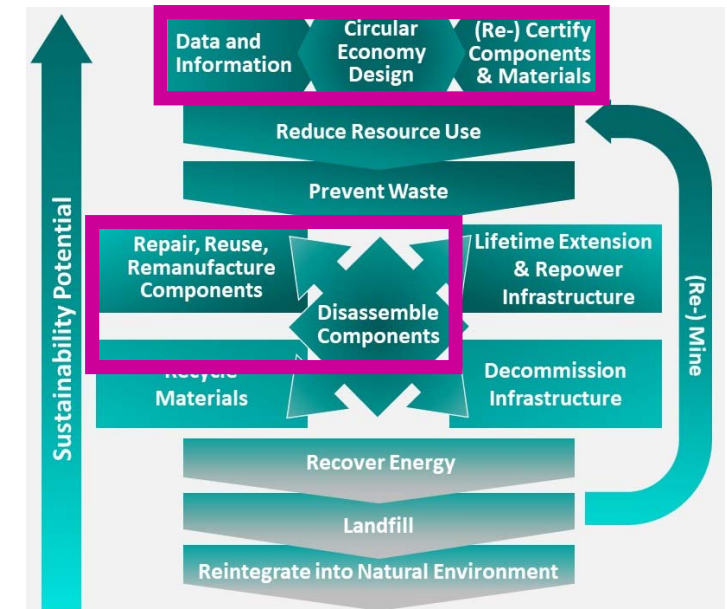 Data and
Information
Circular
Economy
Design
(Re-) Certify
Components
& Materials
Reduce Resource Use
Prevent Waste
Repair, Reuse,
Remanufacture
Components
Lifetime Extension
& Repower
Infrastructure
Disassemble
Components
Recycle
Materials
Decommission
Infrastructure
Recover Energy
Landfill
Reintegrate into Natural Environment
Sustainability Potential
(Re-) Mine